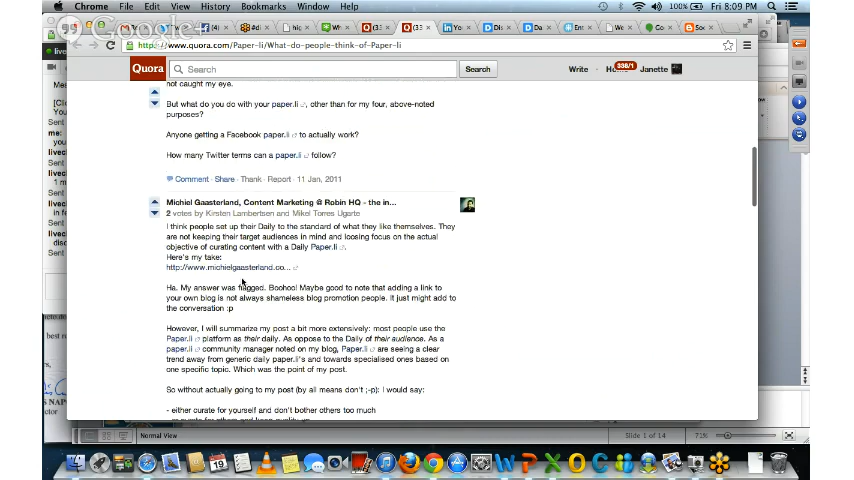 Chrome File Edit View History Bookmarks Window Help
100% Fri 8:09 PM
Google+
Hangouts
https://www.quora.com/Paper-li/What-do-people-think-of-Paper-li
Quora Search Search Write Janette
not caught my eye.
But what do you do with your paper.li , other than for my four, above-noted
purposes?
Anyone getting a Facebook paper.li to actually work?
How many Twitter terms can a paper.li follow?
Comment · Share · Thank · Report · 11 Jan, 2011
Michiel Gaasterland, Content Marketing @ Robin HQ - the in...
2 votes by Kirsten Lambertsen and Mikel Torres Ugarte
I think people set up their Daily to the standard of what they like themselves. They
are not keeping their target audiences in mind and loosing focus on the actual
objective of curating content with a Daily Paper.li .
Here's my take:
http://www.michielgaasterland.co...
Ha. My answer was flagged. Boohoo! Maybe good to note that adding a link to
your own blog is not always shameless blog promotion people. It just might add to
the conversation :p
However, I will summarize my post a bit more extensively: most people use the
Paper.li platform as their daily. As oppose to the Daily of their audience. As a
paper.li community manager noted on my blog, Paper.li are seeing a clear
trend away from generic daily paper.li's and towards specialised ones based on
one specific topic. Which was the point of my post.
So without actually going to my post (by all means don't ;-p): I would say:
- either curate for yourself and don't bother others too much
Normal View Slide 1 of 14 71%